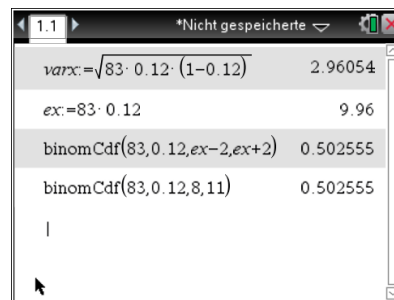 1.1 *Nicht gespeicherte
varx:=√83·0.12·(1−0.12) 2.96054
ex:=83·0.12 9.96
binomCdf(83,0.12,ex−2,ex+2) 0.502555
binomCdf(83,0.12,8,11) 0.502555